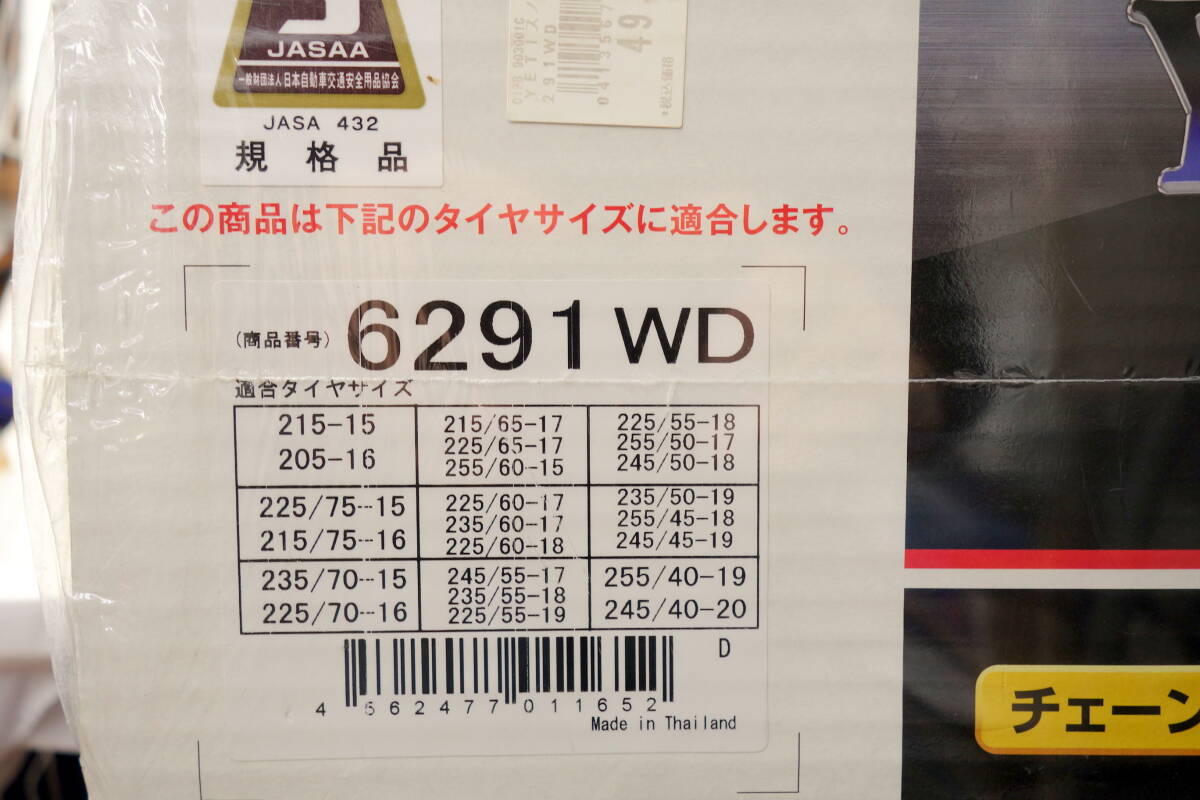 JASAA
一般財団法人 日本自動車交通安全用品協会
JASA 432
規格品
291WD
49
*税込価格
この商品は下記のタイヤサイズに適合します。
(商品番号) 6291WD
適合タイヤサイズ
215-15 215/65-17 225/55-18
205-16 225/65-17 255/50-17
255/60-15 245/50-18
225/75-15 225/60-17 235/50-19
215/75-16 235/60-17 255/45-18
225/60-18 245/45-19
235/70-15 245/55-17 255/40-19
225/70-16 235/55-18 245/40-20
225/55-19
D
4 562477 011652
Made in Thailand
チェーン